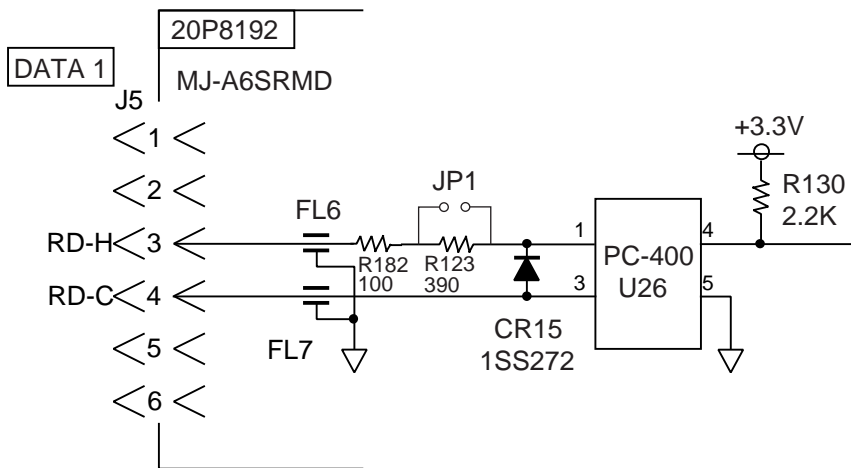 20P8192
DATA 1
MJ-A6SRMD
J5
1
2
3
4
5
6
RD-H
RD-C
FL6
FL7
R182
100
JP1
R123
390
CR15
1SS272
1
3
PC-400
U26
4
5
+3.3V
R130
2.2K